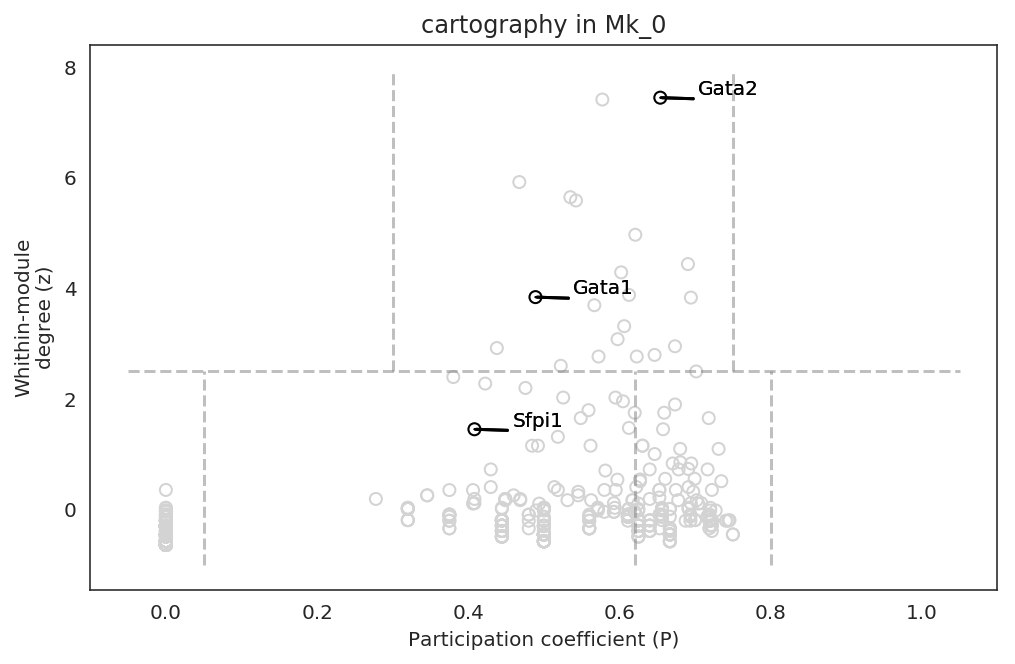 cartography in Mk_0
8
6
4
2
0
Whithin-module
degree (z)
Gata2
Gata1
Sfpi1
0.0 0.2 0.4 0.6 0.8 1.0
Participation coefficient (P)